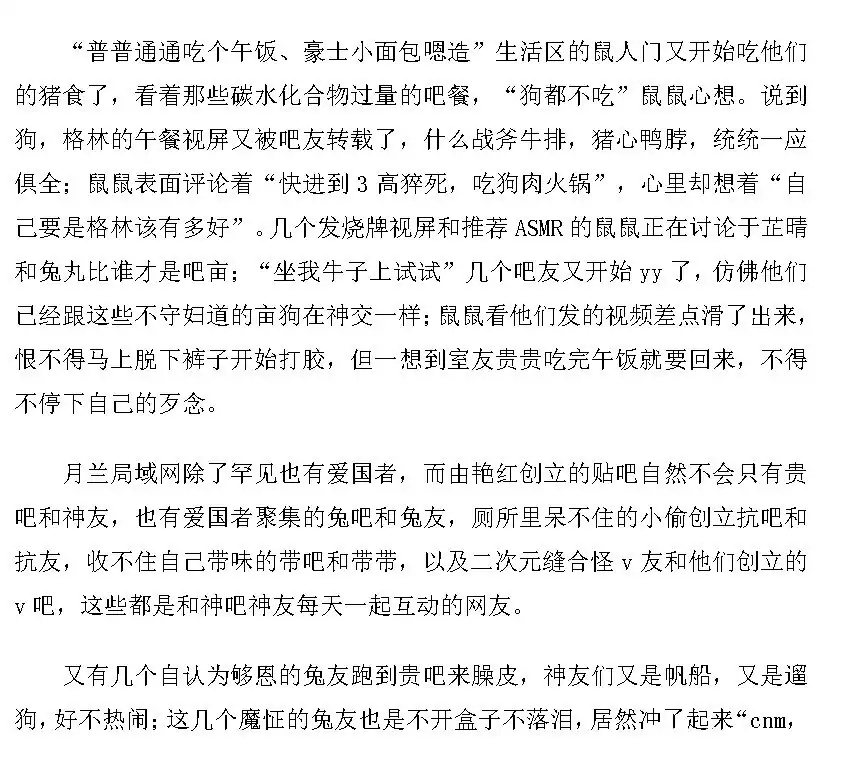 “普普通通吃个午饭、豪士小面包嗯造”生活区的鼠人门又开始吃他们
的猪食了，看着那些碳水化合物过量的吧餐，“狗都不吃”鼠鼠心想。说到
狗，格林的午餐视屏又被吧友转载了，什么战斧牛排，猪心鸭脖，统统一应
俱全；鼠鼠表面评论着“快进到 3 高猝死，吃狗肉火锅”，心里却想着“自
己要是格林该有多好”。几个发烧牌视屏和推荐 ASMR 的鼠鼠正在讨论于芷晴
和兔丸比谁才是吧亩；“坐我牛子上试试”几个吧友又开始 yy 了，仿佛他们
已经跟这些不守妇道的亩狗在神交一样；鼠鼠看他们发的视频差点滑了出来，
恨不得马上脱下裤子开始打胶，但一想到室友贵贵吃完午饭就要回来，不得
不停下自己的歹念。
月兰局域网除了罕见也有爱国者，而由艳红创立的贴吧自然不会只有贵
吧和神友，也有爱国者聚集的兔吧和兔友，厕所里呆不住的小偷创立抗吧和
抗友，收不住自己带味的带吧和带带，以及二次元缝合怪 v 友和他们创立的
v 吧，这些都是和神吧神友每天一起互动的网友。
又有几个自认为够恩的兔友跑到贵吧来臊皮，神友们又是帆船，又是遛
狗，好不热闹；这几个魔怔的兔友也是不开盒子不落泪，居然冲了起来“cnm，